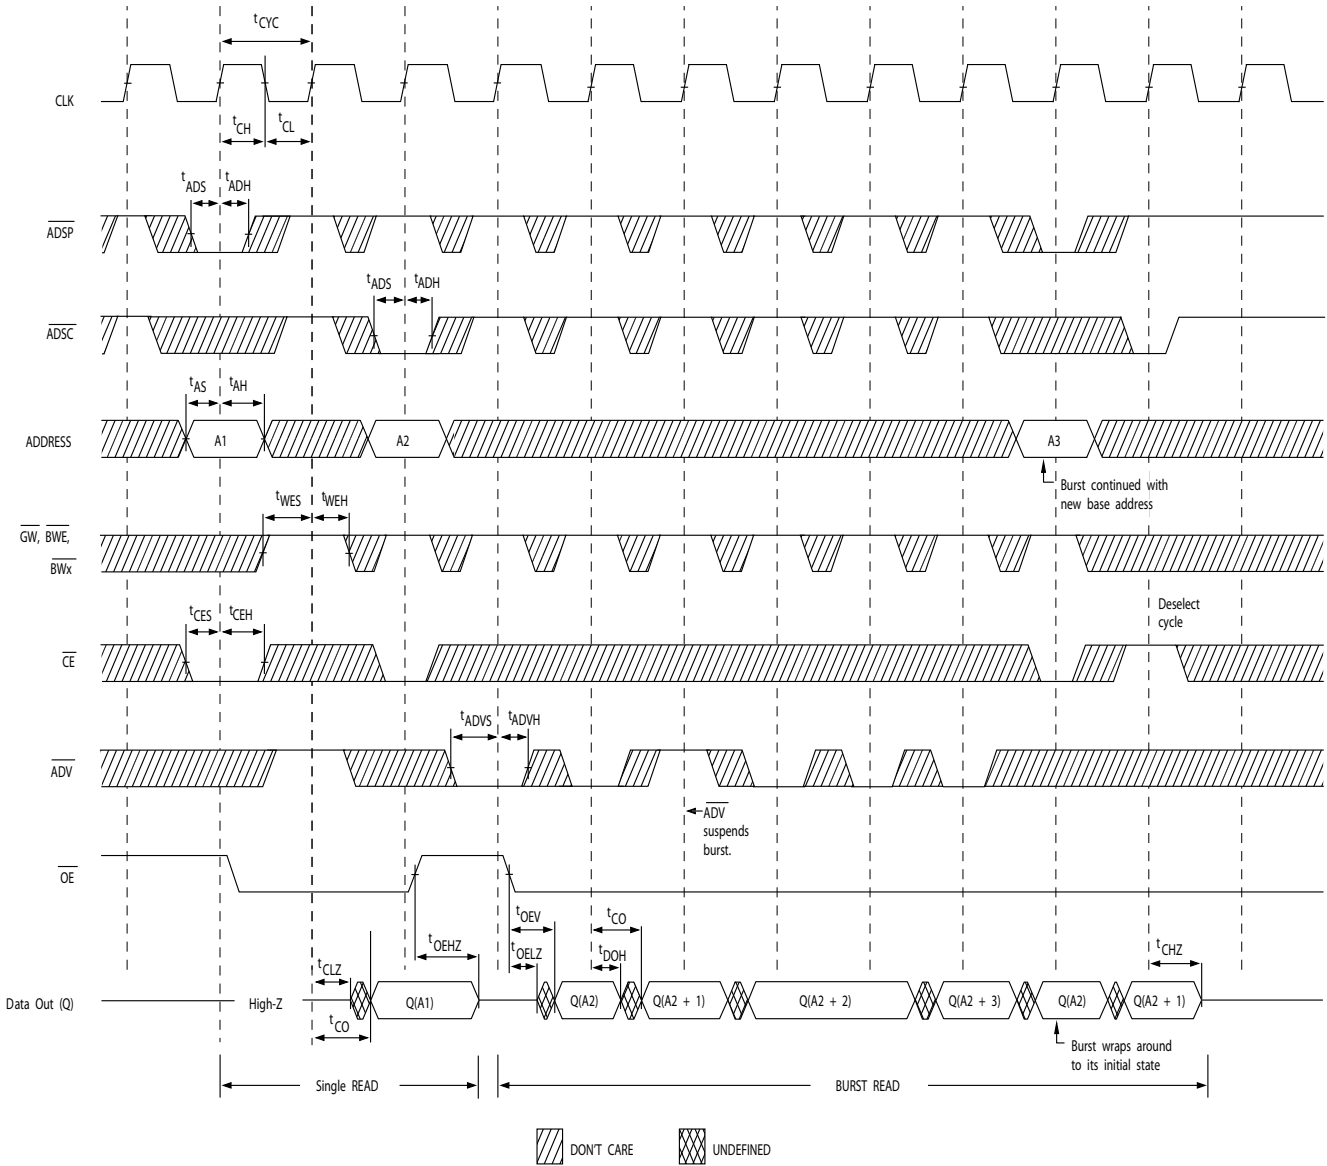 tCYC
CLK
tCH
tCL
tADS
tADH
ADSP
tADS
tADH
ADSC
tAS
tAH
ADDRESS
A1
A2
A3
Burst continued with
new base address
tWES
tWEH
GW, BWE,
BWx
tCES
tCEH
Deselect
cycle
CE
tADVS
tADVH
ADV
ADV
suspends
burst.
OE
tOEHZ
tOEV
tOELZ
tCO
tDOH
tCHZ
tCLZ
Data Out (Q)
High-Z
Q(A1)
Q(A2)
Q(A2 + 1)
Q(A2 + 2)
Q(A2 + 3)
Q(A2)
Q(A2 + 1)
tCO
Burst wraps around
to its initial state
Single READ
BURST READ
DON'T CARE
UNDEFINED